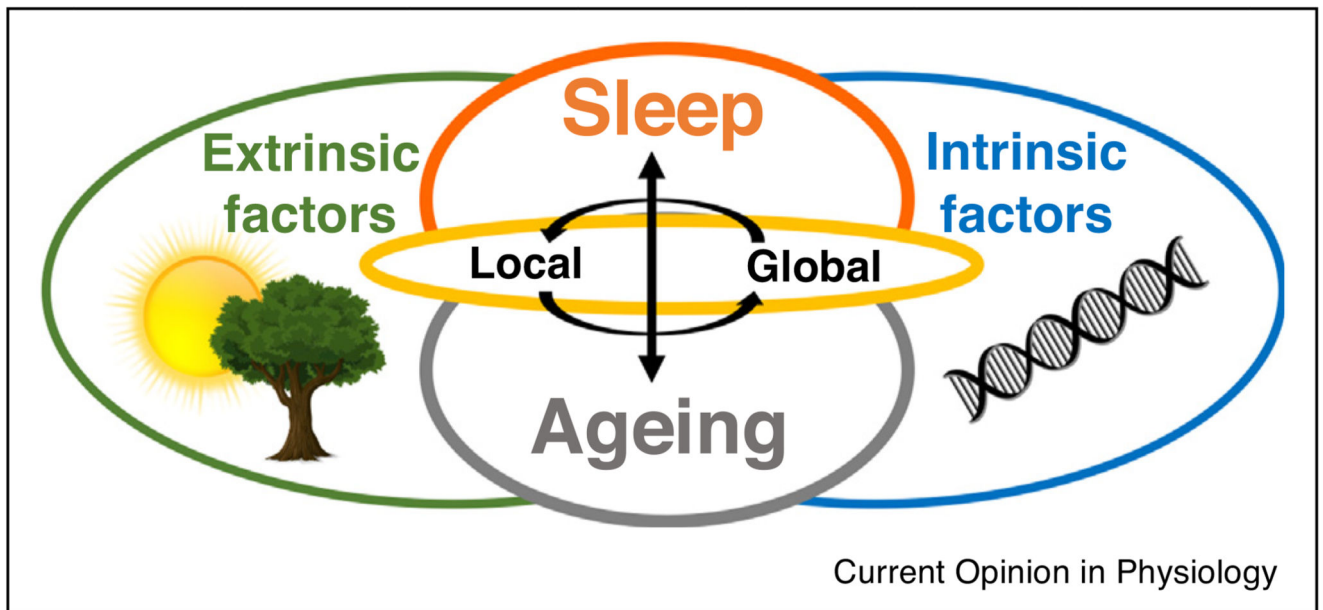 Sleep
Extrinsic
factors
Intrinsic
factors
Local
Global
Ageing
Current Opinion in Physiology